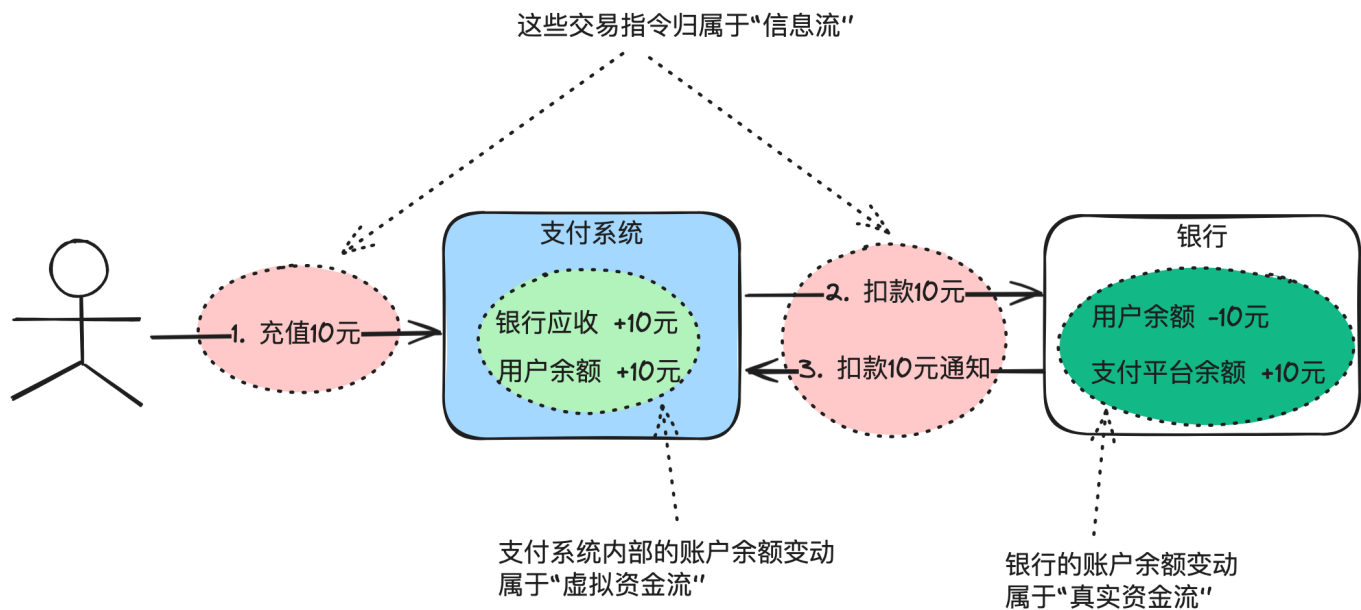 这些交易指令归属于“信息流”
支付系统
银行
1. 充值10元
银行应收 +10元
用户余额 +10元
2. 扣款10元
3. 扣款10元通知
用户余额 -10元
支付平台余额 +10元
支付系统内部的账户余额变动
属于“虚拟资金流”
银行的账户余额变动
属于“真实资金流”